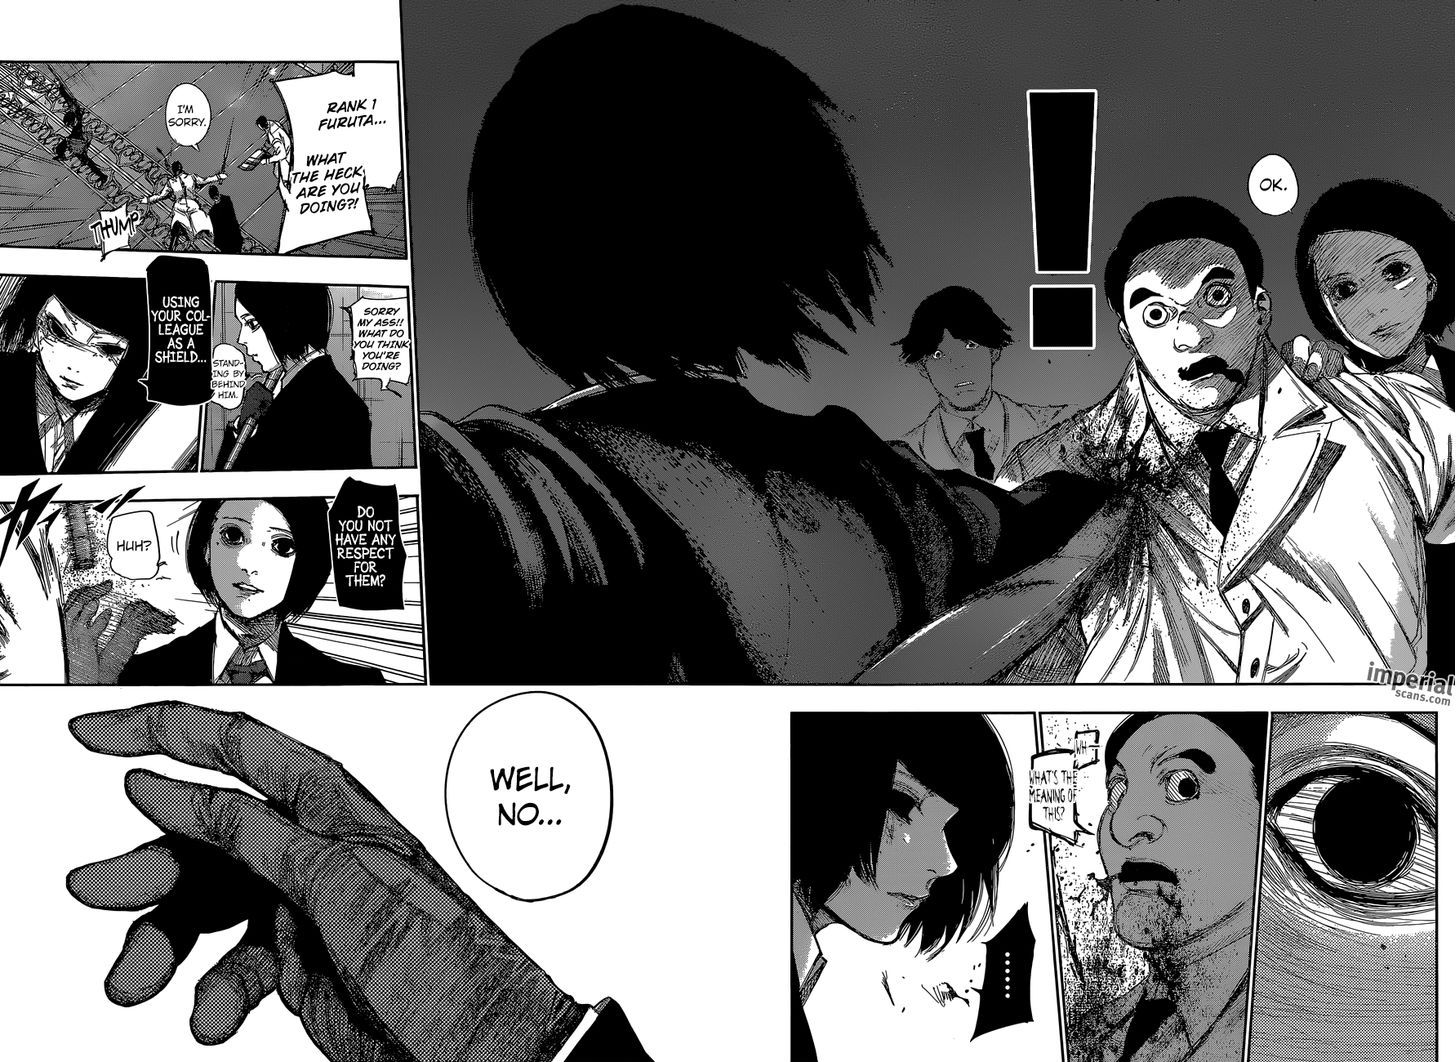 OK.
!
WH—
WHAT'S THE
MEANING OF
THIS?
RANK 1
FURUTA...
WHAT
THE HECK
ARE YOU
DOING?!
I'M
SORRY.
THUMP
SORRY
MY ASS!!
WHAT DO
YOU THINK
YOU'RE
DOING?
STAND-
ING BY
BEHIND
HIM.
USING
YOUR COL-
LEAGUE
AS A
SHIELD...
DO
YOU NOT
HAVE ANY
RESPECT
FOR
THEM?
HUH?
WELL,
NO...
imperial
scans.com